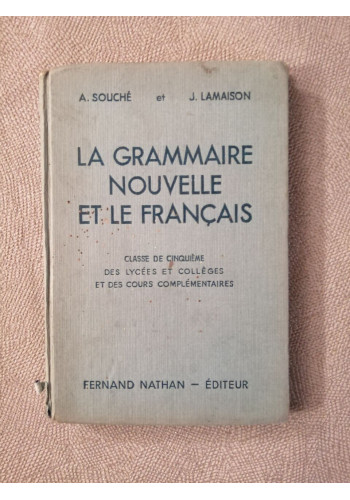 A. SOUCHÉ et J. LAMAISON
LA GRAMMAIRE
NOUVELLE
ET LE FRANÇAIS
CLASSE DE CINQUIÈME
DES LYCÉES ET COLLÈGES
ET DES COURS COMPLÉMENTAIRES
FERNAND NATHAN — ÉDITEUR